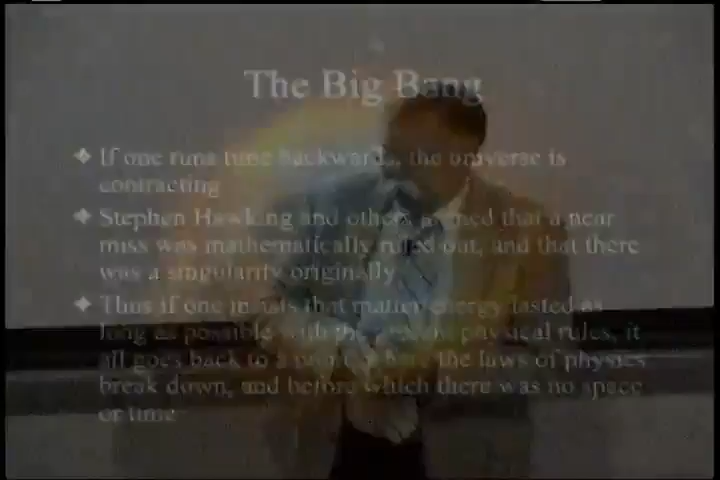 The Big Bang
❖ If one runs time backwards, the universe is
contracting
❖ Stephen Hawking and others joined that a near
miss was mathematically ruled out, and that there
was a singularity originally
❖ Thus if one insists that matter/energy lasted as
long as possible with the present physical rules, it
all goes back to a point where the laws of physics
break down, and before which there was no space
or time